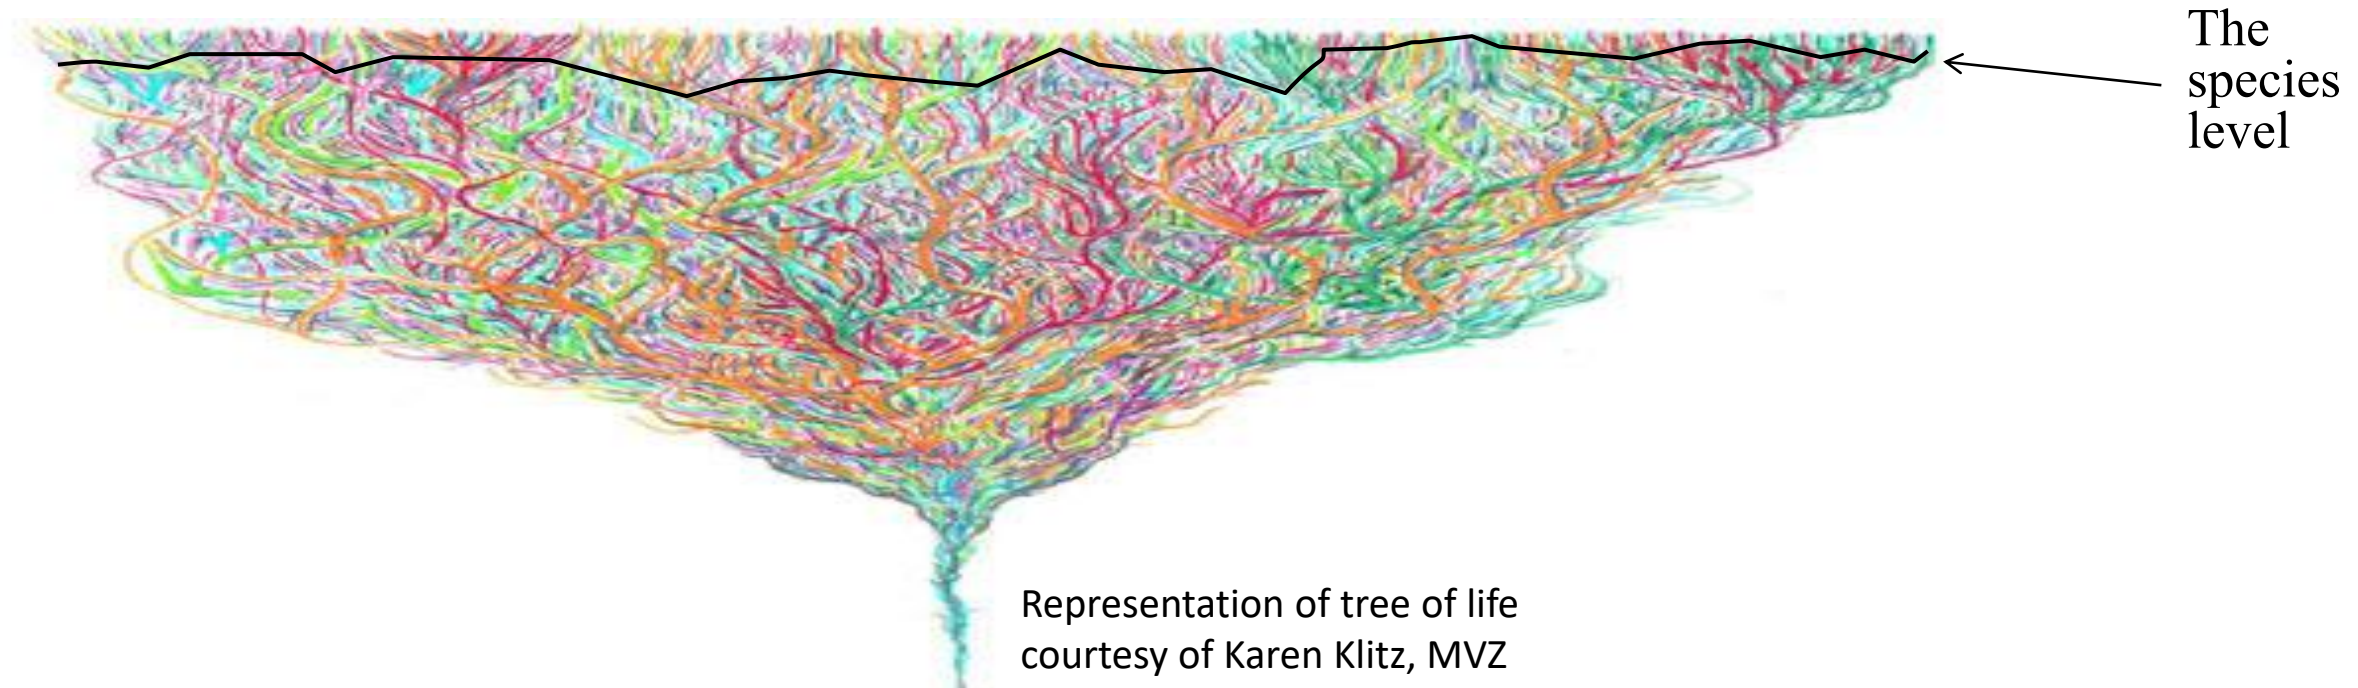 The
species
level
Representation of tree of life
courtesy of Karen Klitz, MVZ